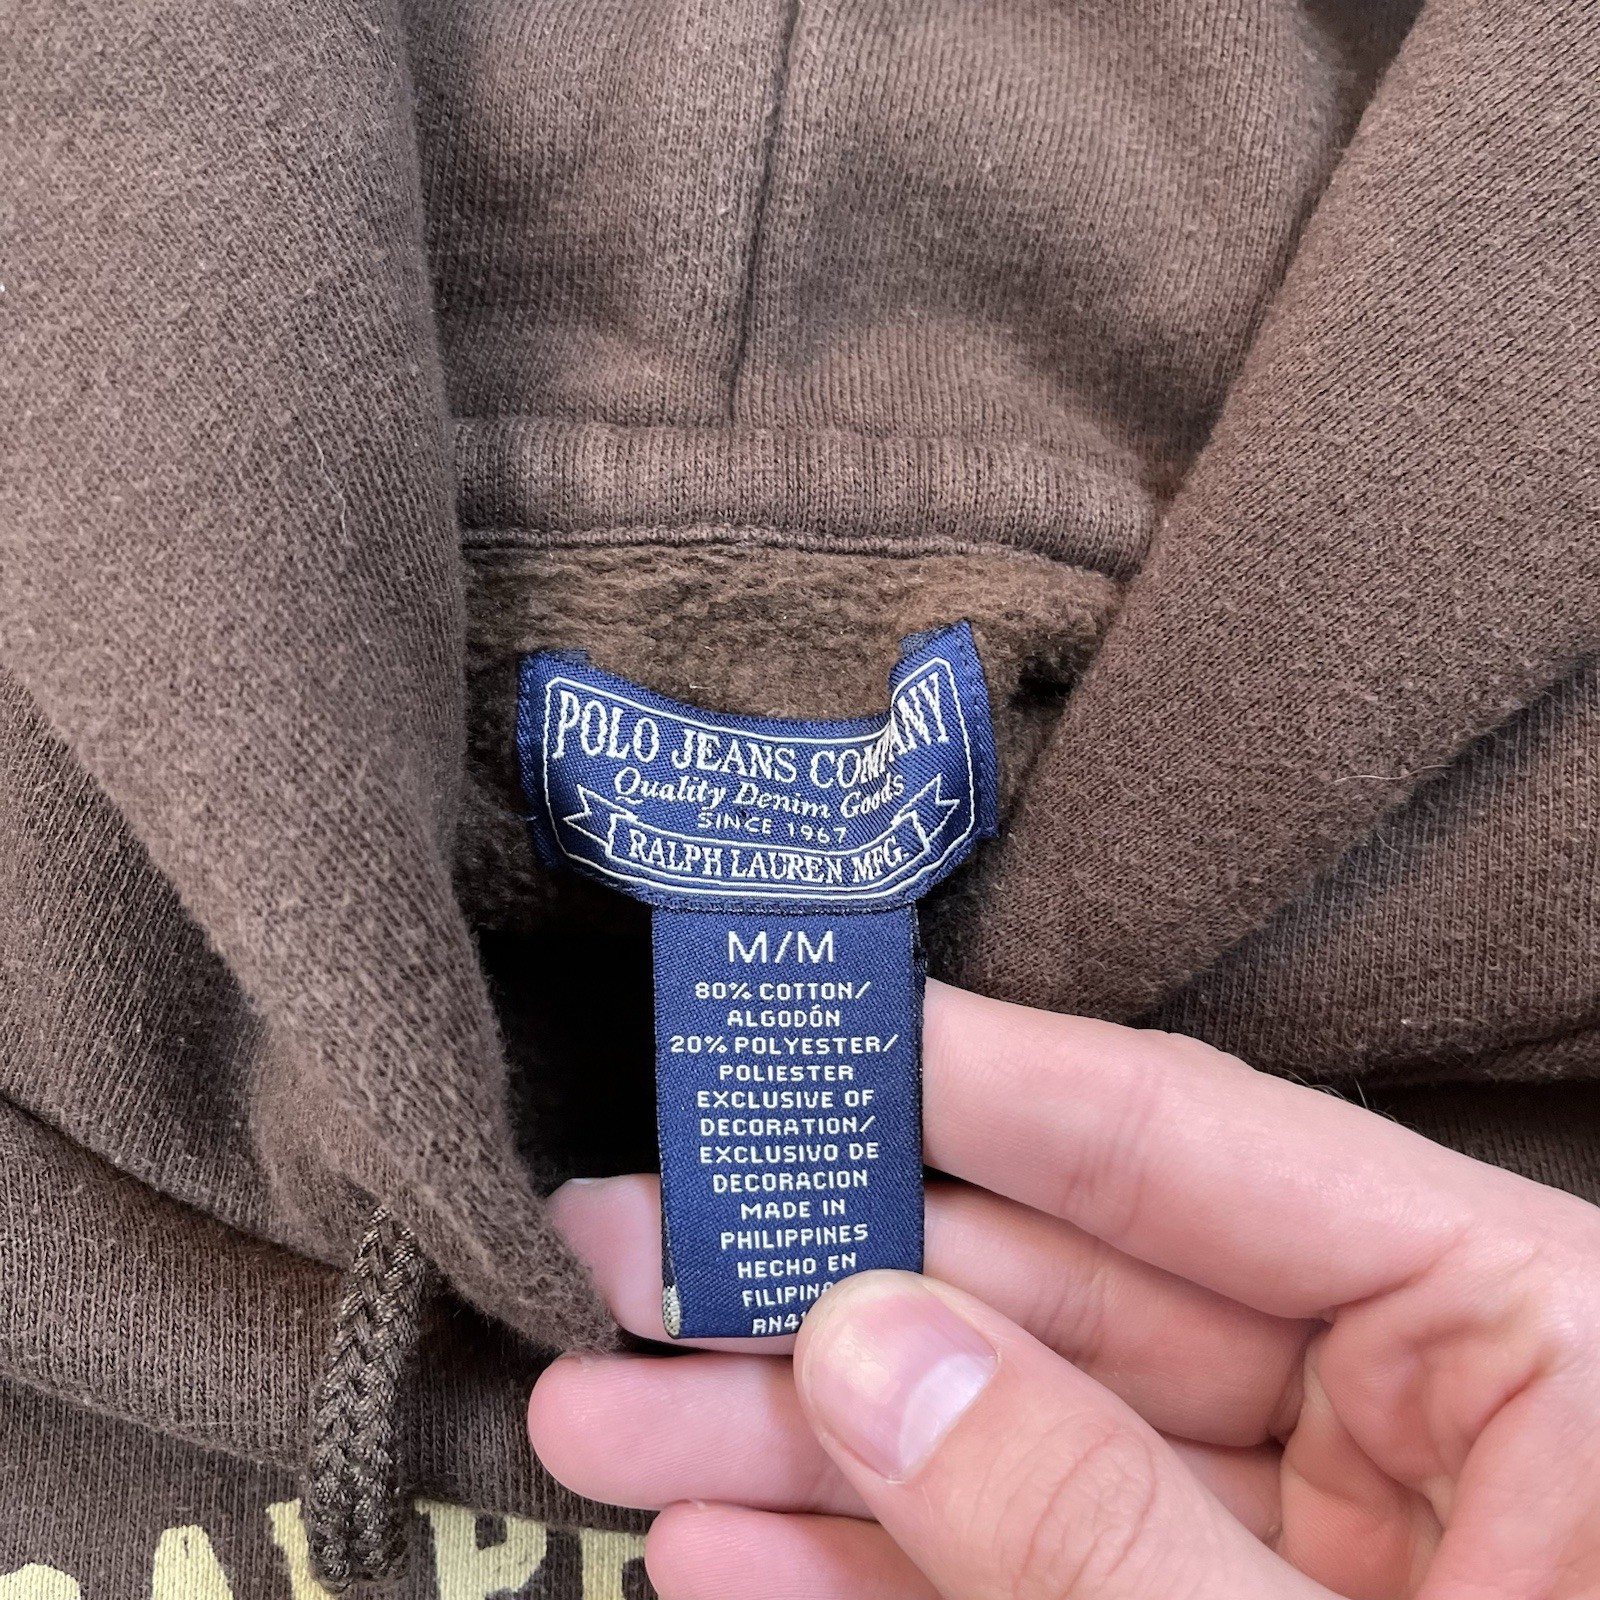 POLO JEANS COMPANY
Quality Denim Goods
SINCE 1967
RALPH LAUREN MFG.
M/M
80% COTTON/
ALGODÓN
20% POLYESTER/
POLIESTER
EXCLUSIVE OF
DECORATION/
EXCLUSIVO DE
DECORACION
MADE IN
PHILIPPINES
HECHO EN